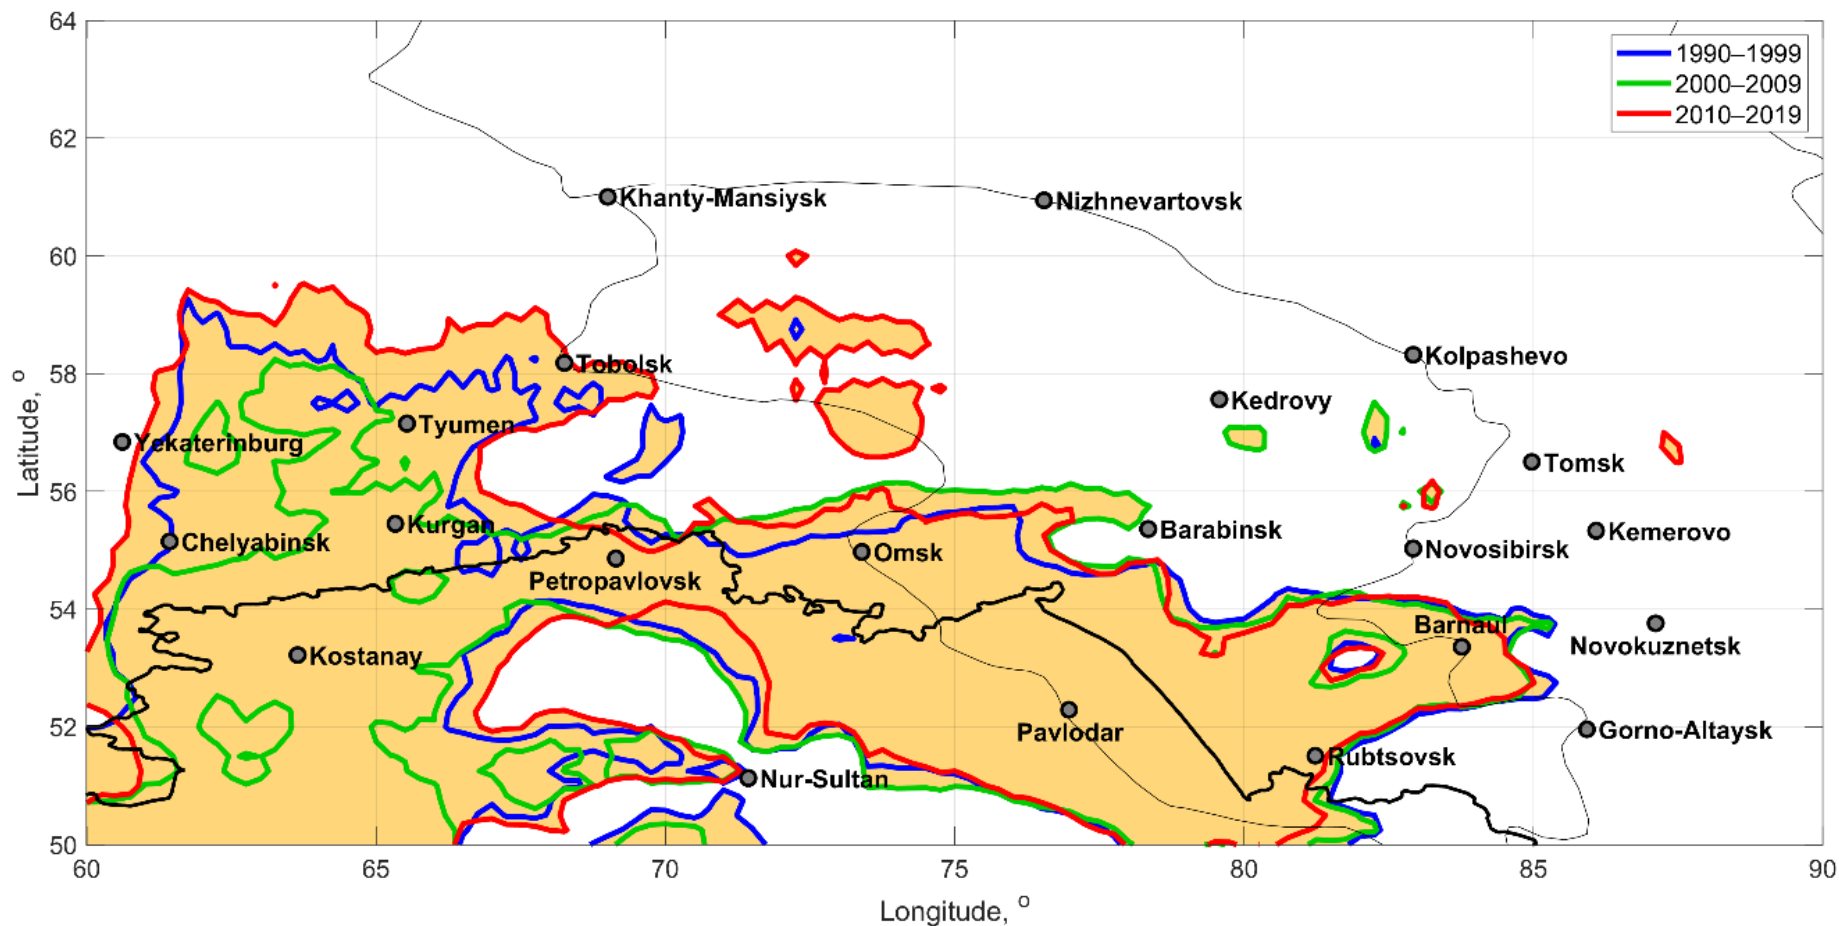 64
62
60
58
56
54
52
50
Latitude, °
1990–1999
2000–2009
2010–2019
Khanty-Mansiysk
Nizhnevartovsk
Kolpashevo
Tobolsk
Kedrovy
Tyumen
Yekaterinburg
Tomsk
Kurgan
Barabinsk
Kemerovo
Chelyabinsk
Omsk
Novosibirsk
Petropavlovsk
Barnaul
Novokuznetsk
Kostanay
Pavlodar
Gorno-Altaysk
Rubtsovsk
Nur-Sultan
60 65 70 75 80 85 90
Longitude, °